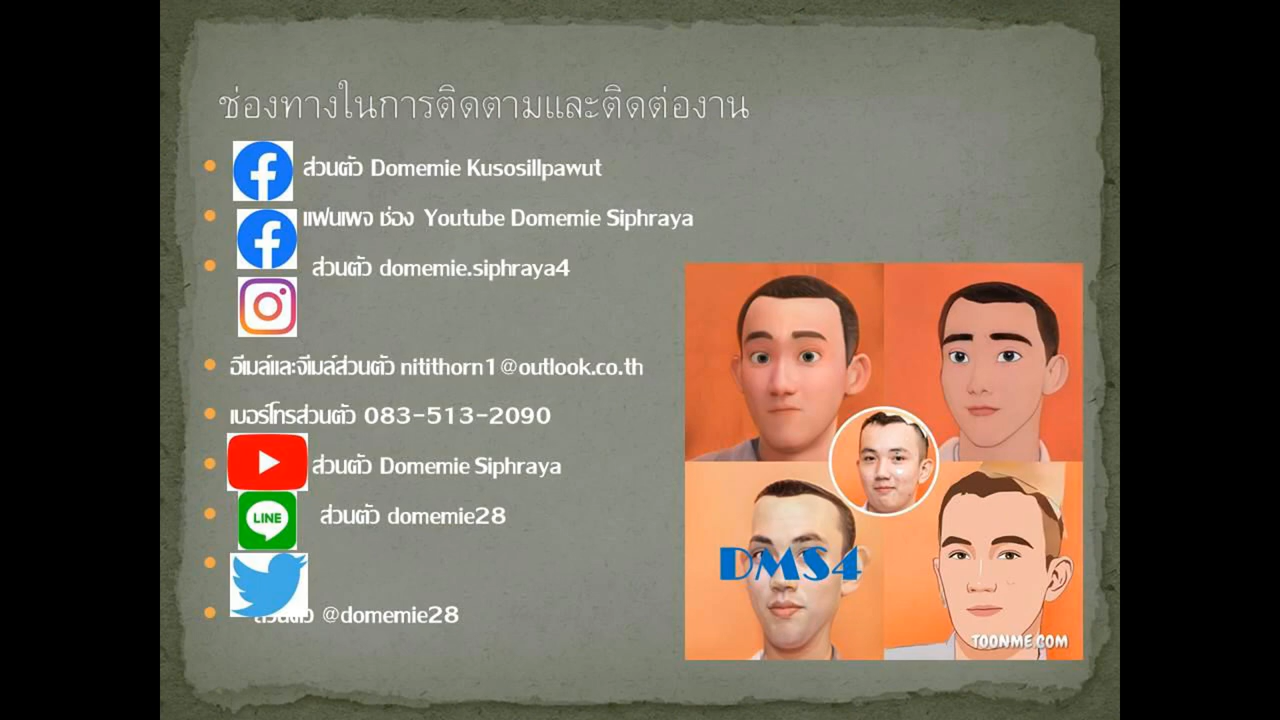 ช่องทางในการติดตามและติดต่องาน
ส่วนตัว Domemie Kusosillpawut
แฟนเพจ ช่อง Youtube Domemie Siphraya
ส่วนตัว domemie.siphraya4
อีเมล์และจีเมล์ส่วนตัว nitithorn1@outlook.co.th
เบอร์โทรส่วนตัว 083-513-2090
ส่วนตัว Domemie Siphraya
LINE
ส่วนตัว domemie28
ส่วนตัว @domemie28
DMS4
TOONME.COM